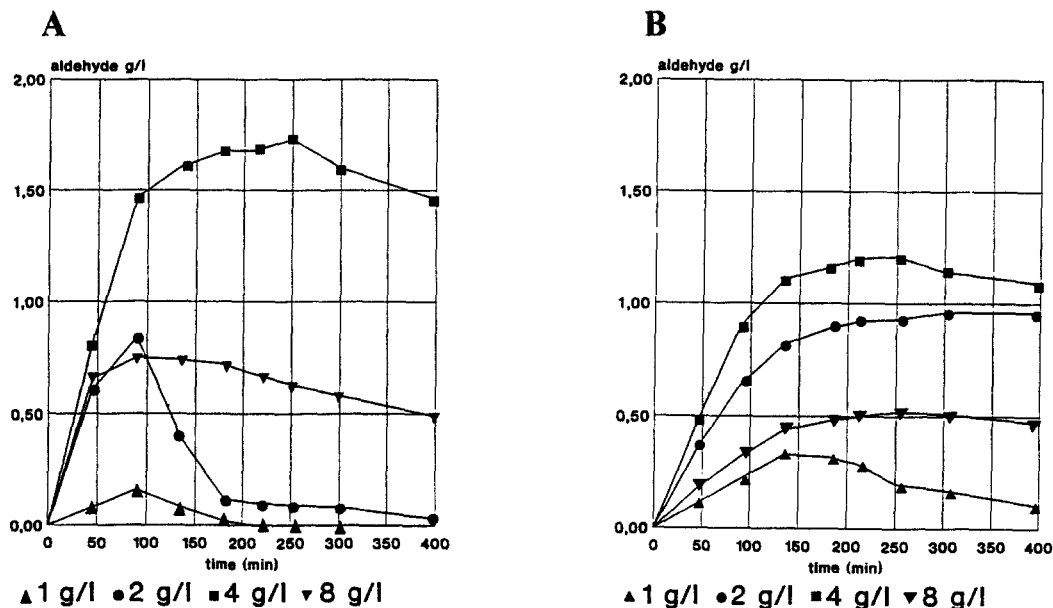 A
aldehyde g/l
2,00
1,50
1,00
0,50
0,00
0 50 100 150 200 250 300 350 400
time (min)
▲1 g/l ●2 g/l ■4 g/l ▼8 g/l
B
aldehyde g/l
2,00
1,50
1,00
0,50
0,00
0 50 100 150 200 250 300 350 400
time (min)
▲1 g/l ●2 g/l ■4 g/l ▼8 g/l